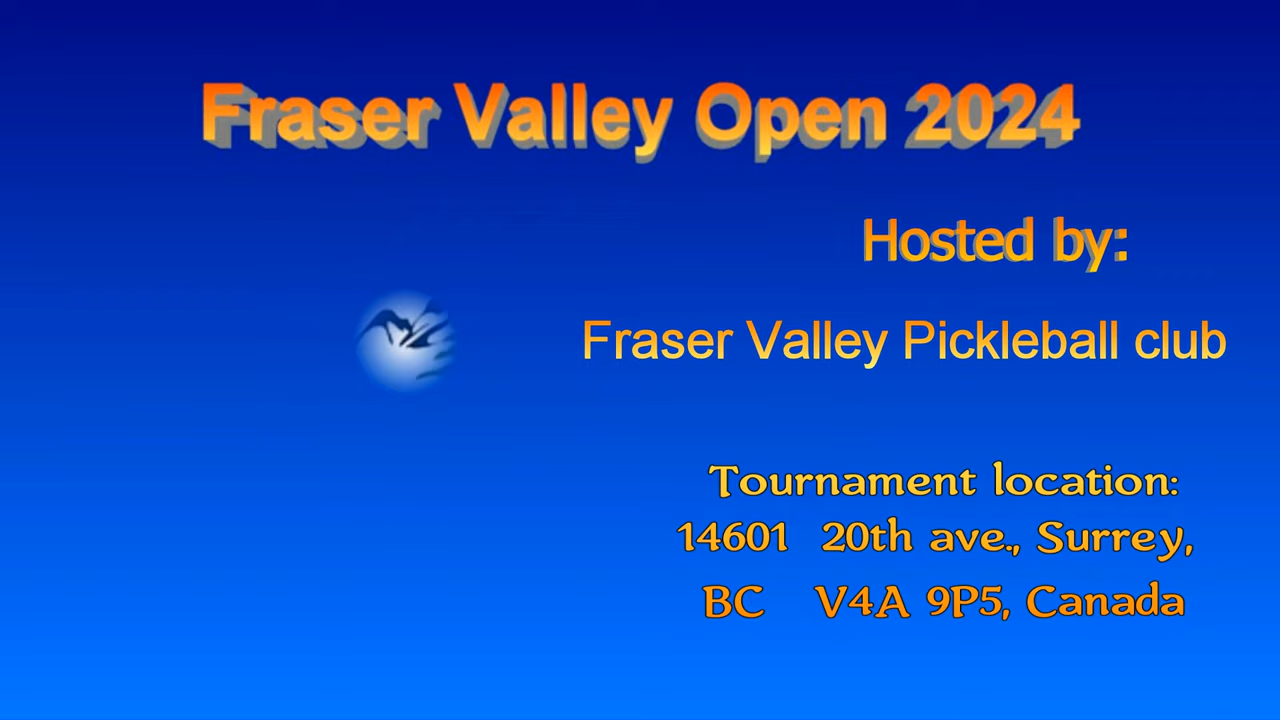 Fraser Valley Open 2024
Hosted by:
Fraser Valley Pickleball club
Tournament location:
14601 20th ave., Surrey,
BC V4A 9P5, Canada